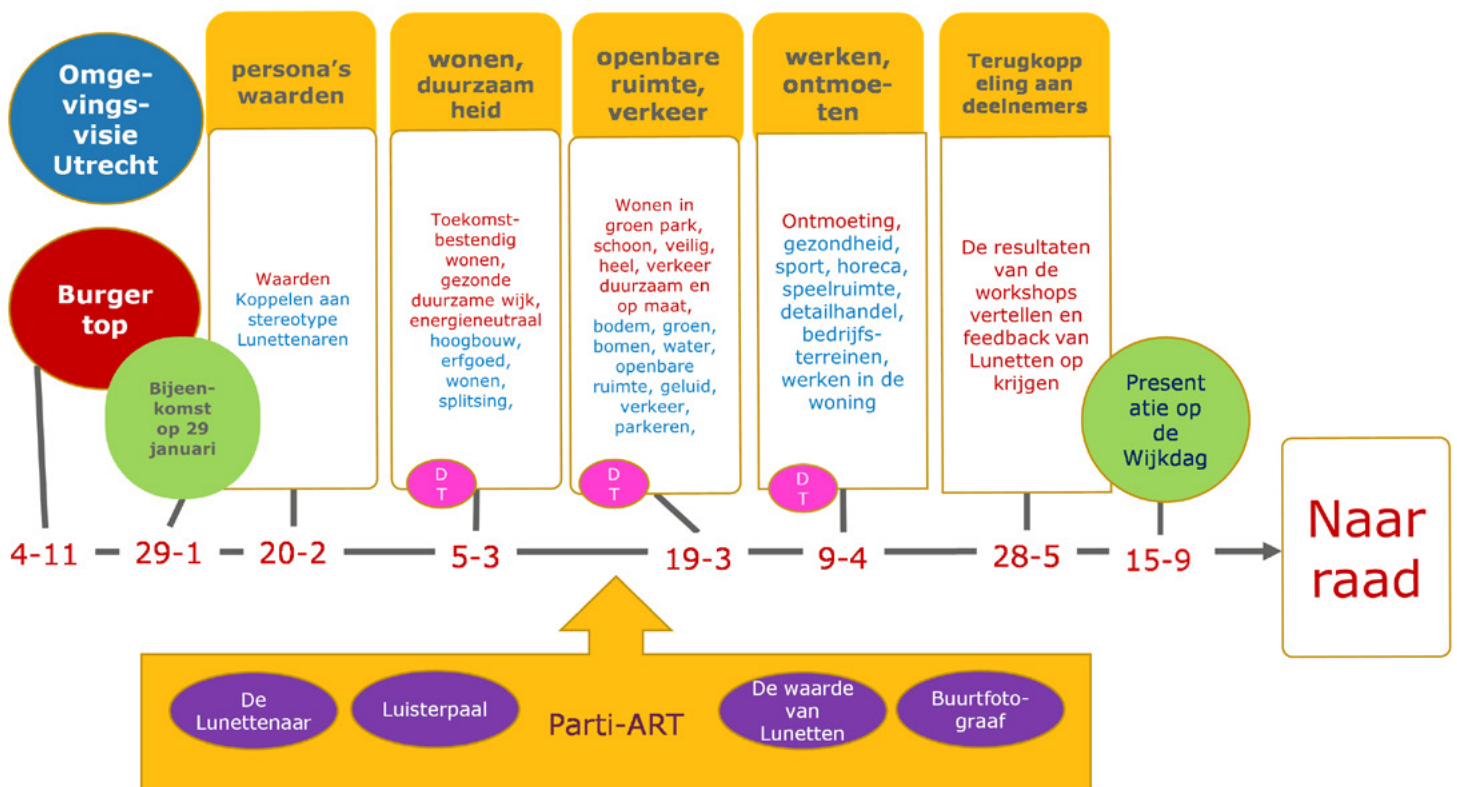 Omge-
vings-
visie
Utrecht
Burger
top
Bijeen-
komst
op 29
januari
persona's
waarden
Waarden
Koppelen aan
stereotype
Lunettenaren
wonen,
duurzaam
heid
Toekomst-
bestendig
wonen,
gezonde
duurzame wijk,
energieneutraal
hoogbouw,
erfgoed,
wonen,
splitsing,
D
T
openbare
ruimte,
verkeer
Wonen in
groen park,
schoon, veilig,
heel, verkeer
duurzaam en
op maat,
bodem, groen,
bomen, water,
openbare
ruimte, geluid,
verkeer,
parkeren,
D
T
werken,
ontmoe-
ten
Ontmoeting,
gezondheid,
sport, horeca,
speelruimte,
detailhandel,
bedrijfs-
terreinen,
werken in de
woning
D
T
Terugkopp
eling aan
deelnemers
De resultaten
van de
workshops
vertellen en
feedback van
Lunetten op
krijgen
Present
atie op
de
Wijkdag
4-11 29-1 20-2 5-3 19-3 9-4 28-5 15-9
Naar
raad
De
Lunettenaar
Luisterpaal
Parti-ART
De waarde
van
Lunetten
Buurtfoto-
graaf